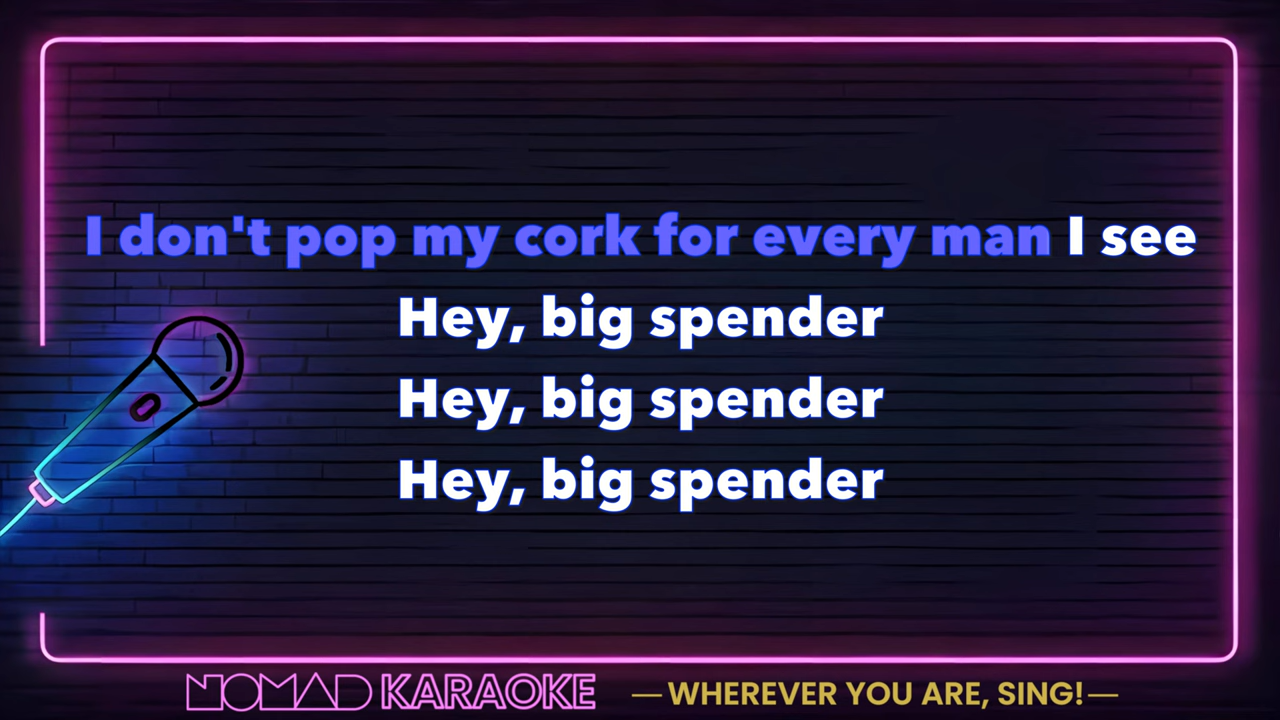 I don't pop my cork for every man I see
Hey, big spender
Hey, big spender
Hey, big spender
NOMAD KARAOKE — WHEREVER YOU ARE, SING! —